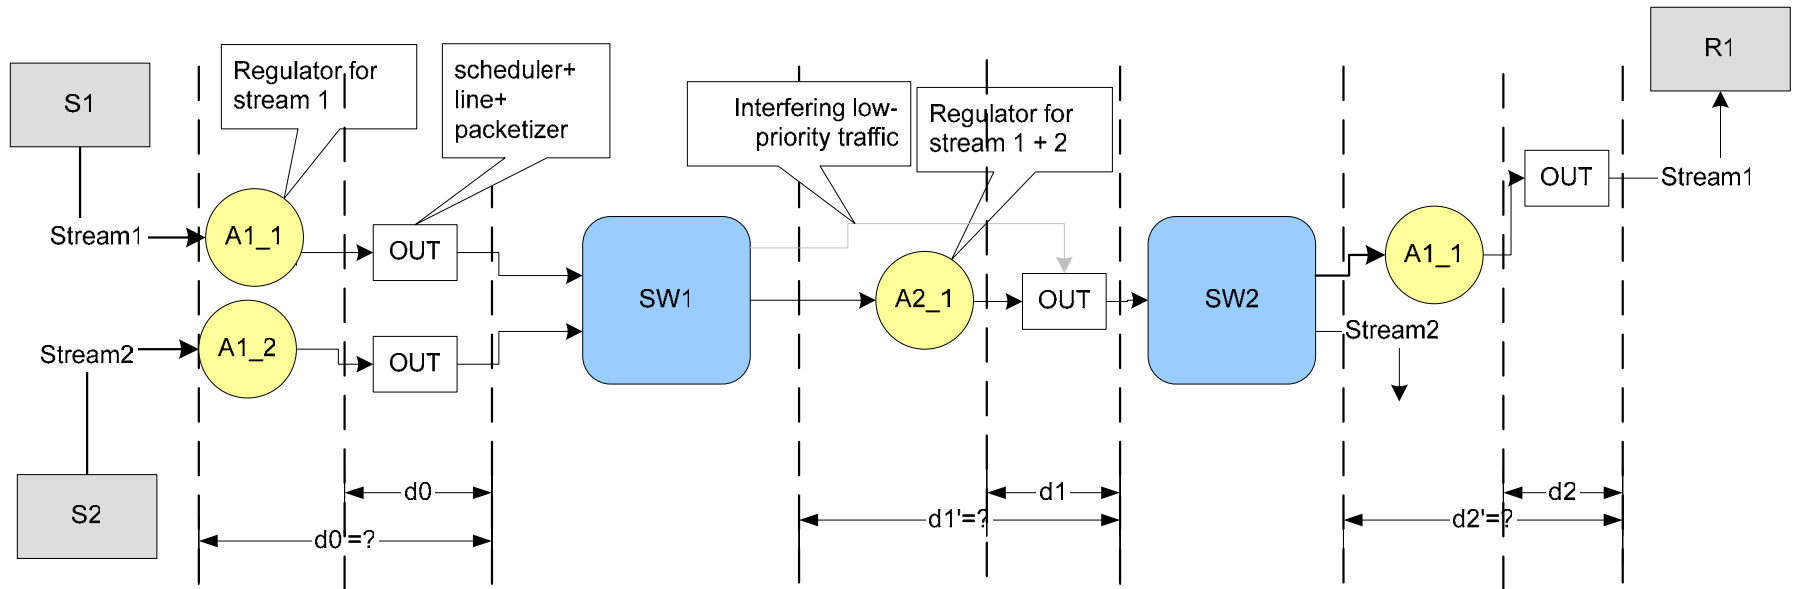 R1
S1
Regulator for
stream 1
scheduler+
line+
packetizer
Interfering low-
priority traffic
Regulator for
stream 1 + 2
OUT
Stream1
Stream1
A1_1
OUT
A1_1
SW1
A2_1
OUT
SW2
Stream2
A1_2
OUT
Stream2
d0
d1
d2
S2
d1'=?
d2'=?
d0'=?